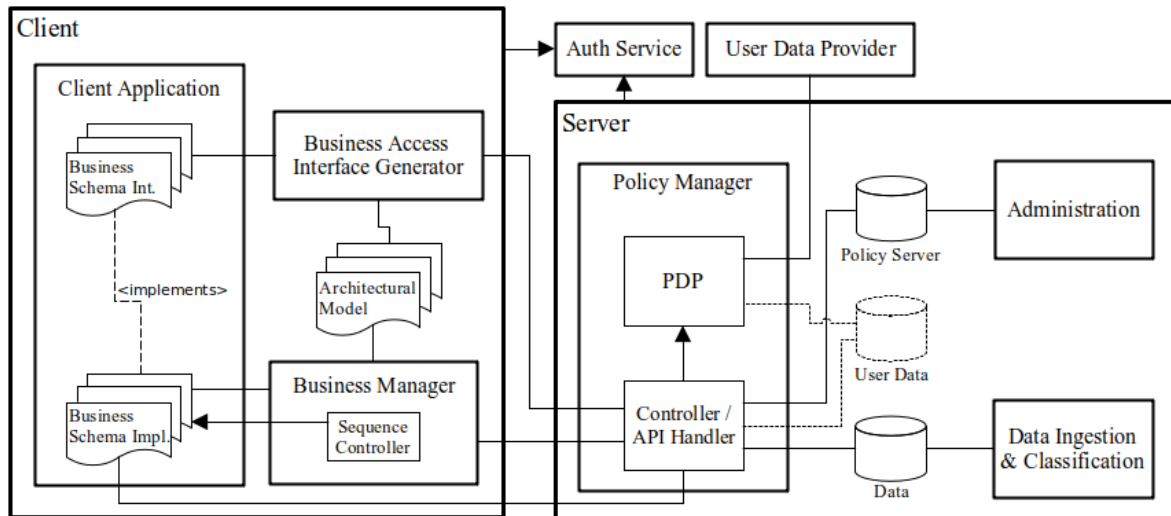 Client
Auth Service
User Data Provider
Client Application
Business
Schema Int.
Business Access
Interface Generator
Server
Policy Manager
Administration
Policy Server
PDP
<implements>
Architectural
Model
User Data
Business Manager
Business
Schema Impl.
Sequence
Controller
Controller /
API Handler
Data Ingestion
& Classification
Data